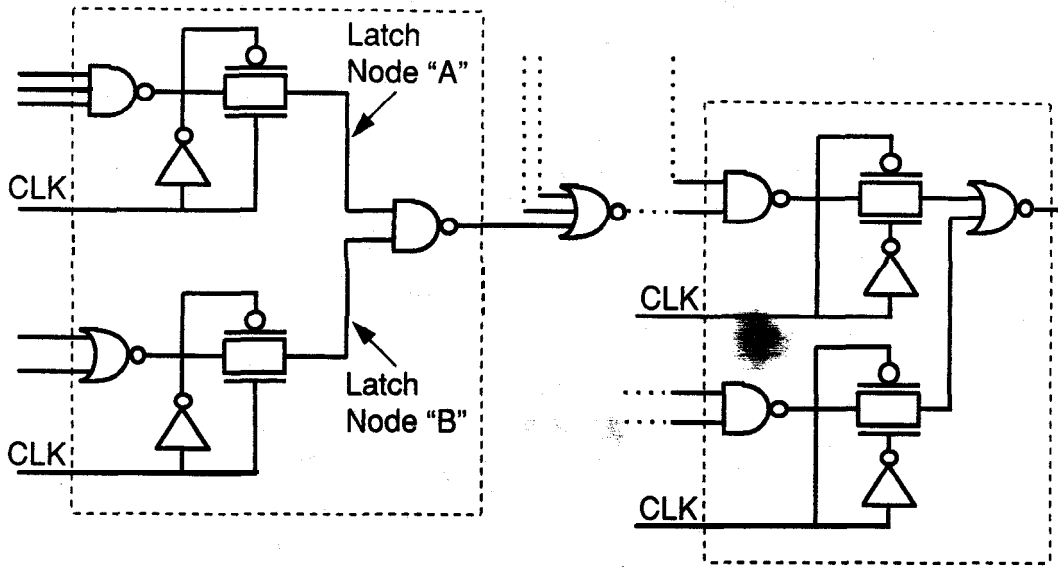 Latch
Node "A"
CLK
CLK
Latch
Node "B"
CLK
CLK